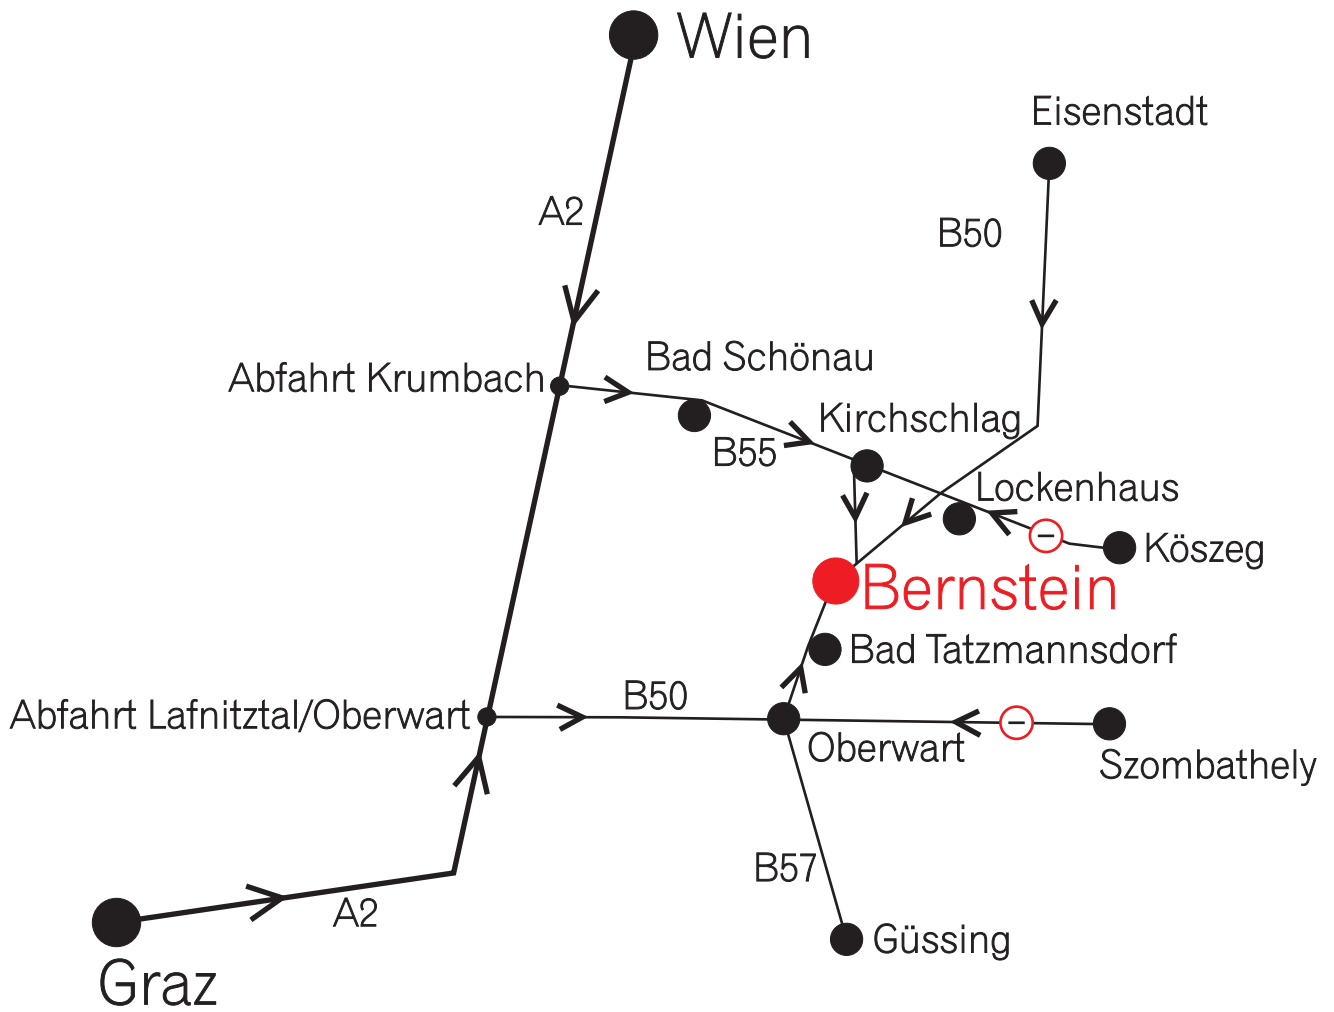 Wien
Eisenstadt
A2
B50
Bad Schönau
Abfahrt Krumbach
Kirchschlag
B55
Lockenhaus
Köszeg
Bernstein
Bad Tatzmannsdorf
B50
Abfahrt Lafnitztal/Oberwart
Oberwart
Szombathely
B57
A2
Güssing
Graz